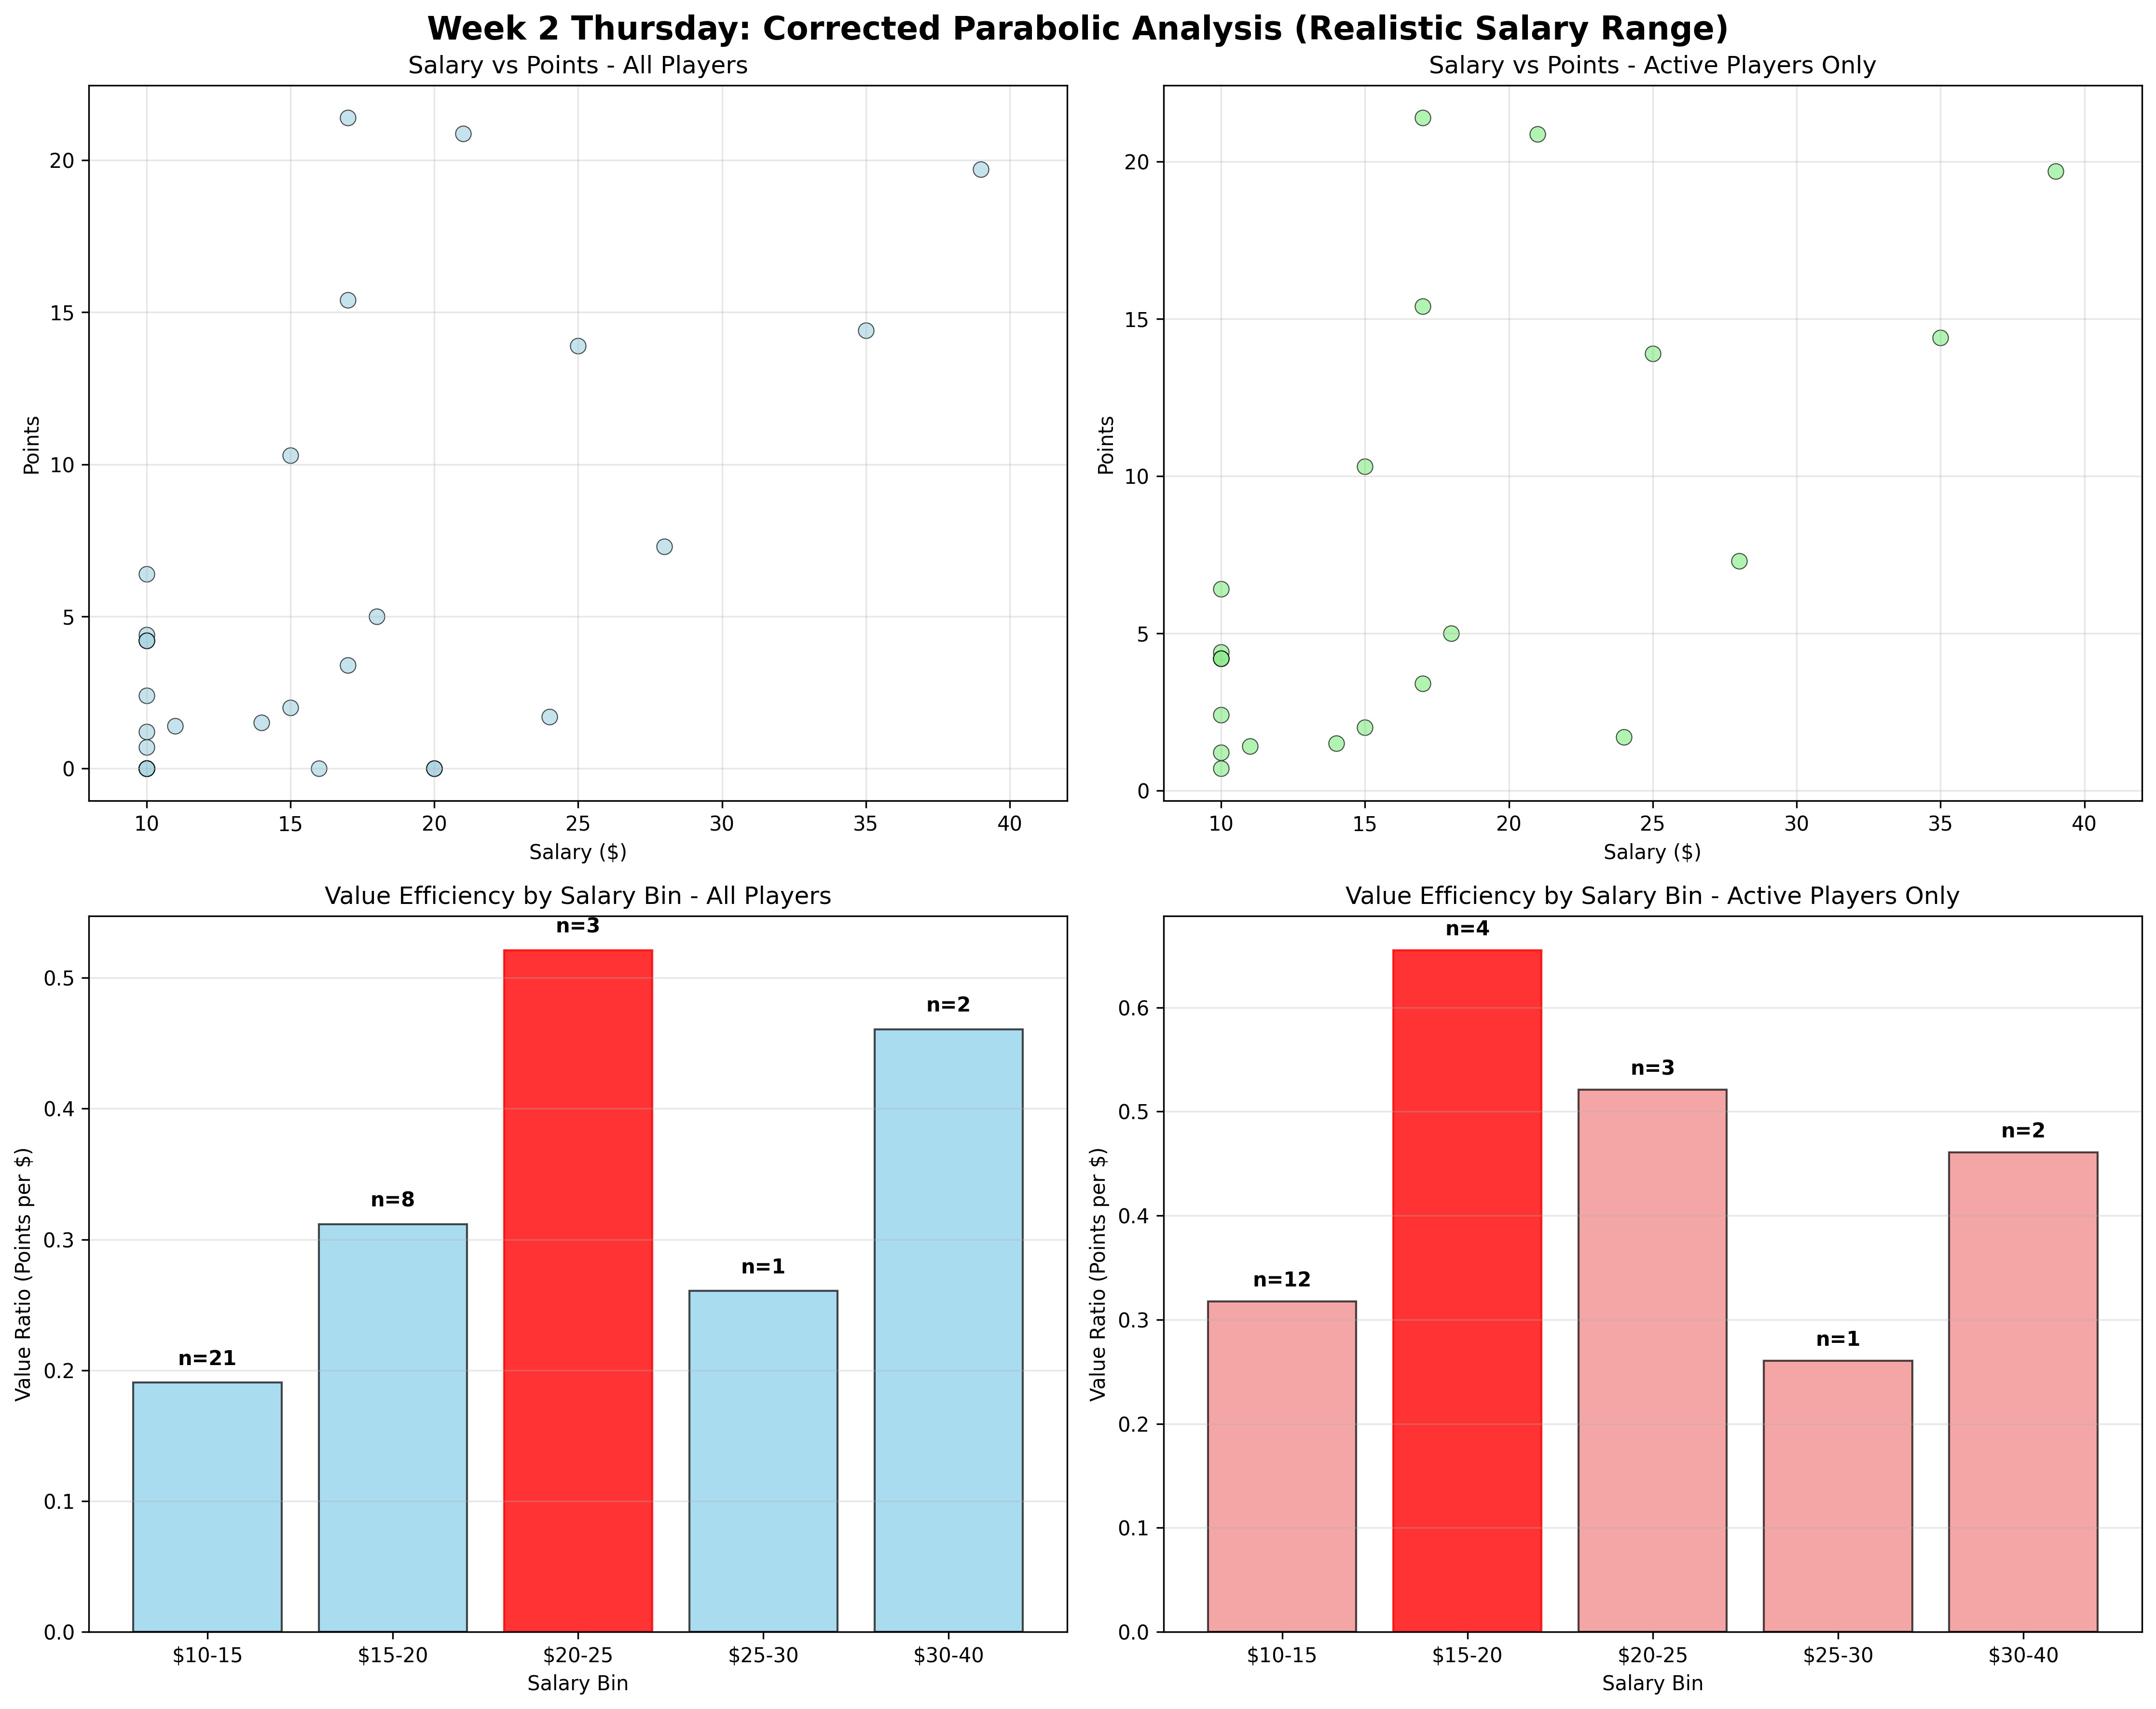 Week 2 Thursday: Corrected Parabolic Analysis (Realistic Salary Range)
Salary vs Points - All Players
Points
20
15
10
5
0
10 15 20 25 30 35 40
Salary ($)
Salary vs Points - Active Players Only
Points
20
15
10
5
0
10 15 20 25 30 35 40
Salary ($)
Value Efficiency by Salary Bin - All Players
Value Ratio (Points per $)
0.5
0.4
0.3
0.2
0.1
0.0
n=21
n=8
n=3
n=1
n=2
$10-15 $15-20 $20-25 $25-30 $30-40
Salary Bin
Value Efficiency by Salary Bin - Active Players Only
Value Ratio (Points per $)
0.6
0.5
0.4
0.3
0.2
0.1
0.0
n=12
n=4
n=3
n=1
n=2
$10-15 $15-20 $20-25 $25-30 $30-40
Salary Bin